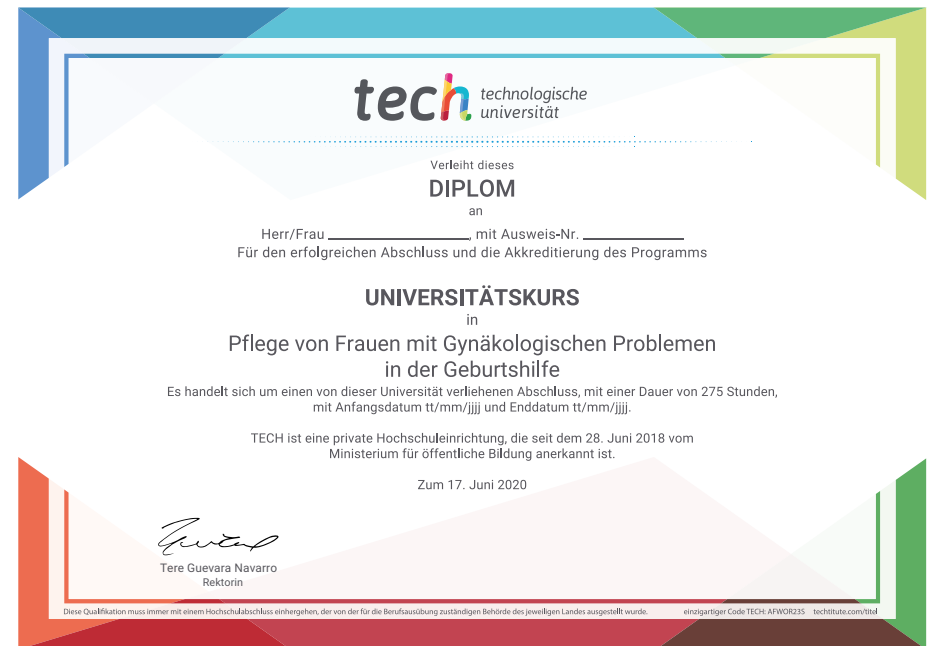 tech technologische
universität
Verleiht dieses
DIPLOM
an
Herr/Frau ____________________, mit Ausweis-Nr. ______________
Für den erfolgreichen Abschluss und die Akkreditierung des Programms
UNIVERSITÄTSKURS
in
Pflege von Frauen mit Gynäkologischen Problemen
in der Geburtshilfe
Es handelt sich um einen von dieser Universität verliehenen Abschluss, mit einer Dauer von 275 Stunden,
mit Anfangsdatum tt/mm/jjjj und Enddatum tt/mm/jjjj.
TECH ist eine private Hochschuleinrichtung, die seit dem 28. Juni 2018 vom
Ministerium für öffentliche Bildung anerkannt ist.
Zum 17. Juni 2020
Tere Guevara Navarro
Rektorin
Diese Qualifikation muss immer mit einem Hochschulabschluss einhergehen, der von der für die Berufsausübung zuständigen Behörde des jeweiligen Landes ausgestellt wurde. einzigartiger Code TECH: AFWOR23S techtitute.com/titel